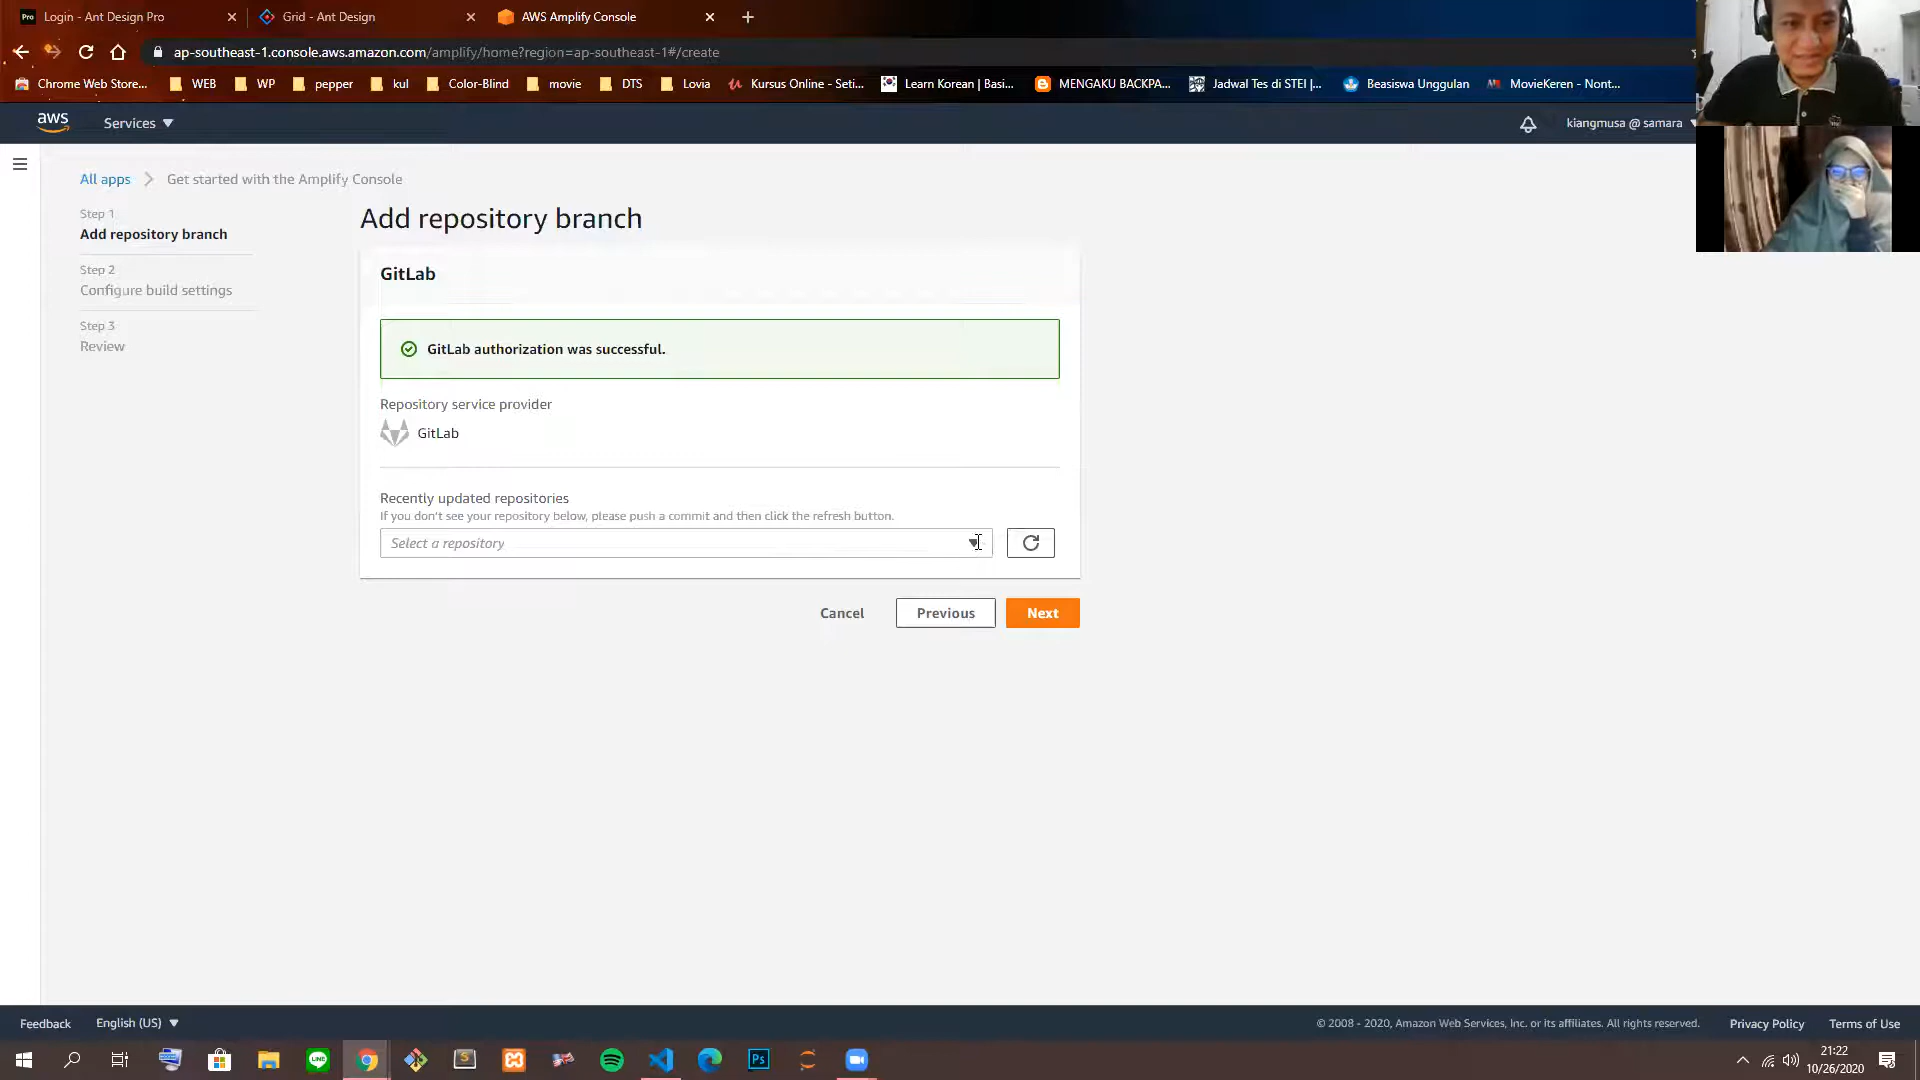 Pro Login - Ant Design Pro
Grid - Ant Design
AWS Amplify Console
ap-southeast-1.console.aws.amazon.com/amplify/home?region=ap-southeast-1#/create
Chrome Web Store...
WEB
WP
pepper
kul
Color-Blind
movie
DTS
Lovia
Kursus Online - Seti...
Learn Korean | Basi...
MENGAKU BACKPA...
Jadwal Tes di STEI |...
Beasiswa Unggulan
MovieKeren - Nont...
aws
Services
kiangmusa @ samara
All apps
Get started with the Amplify Console
Step 1
Add repository branch
Step 2
Configure build settings
Step 3
Review
Add repository branch
GitLab
GitLab authorization was successful.
Repository service provider
GitLab
Recently updated repositories
If you don't see your repository below, please push a commit and then click the refresh button.
Select a repository
Cancel
Previous
Next
Feedback
English (US)
© 2008 - 2020, Amazon Web Services, Inc. or its affiliates. All rights reserved.
Privacy Policy
Terms of Use
LINE
S
Ps
21:22
10/26/2020